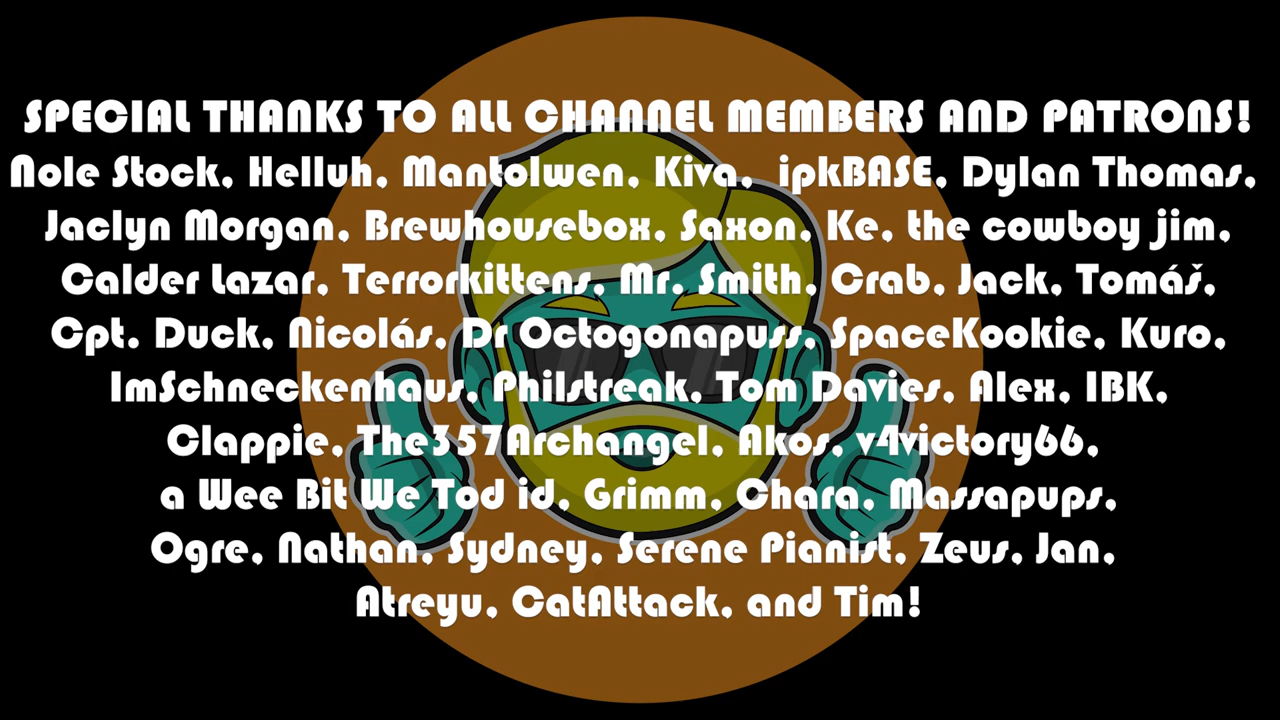 SPECIAL THANKS TO ALL CHANNEL MEMBERS AND PATRONS!
Nole Stock, Helluh, Mantolwen, Kiva, ipkBASE, Dylan Thomas,
Jaclyn Morgan, Brewhousebox, Saxon, Ke, the cowboy jim,
Calder Lazar, Terrorkittens, Mr. Smith, Crab, Jack, Tomáš,
Cpt. Duck, Nicolás, Dr Octogonapuss, SpaceKookie, Kuro,
ImSchneckenhaus, Philstreak, Tom Davies, Alex, IBK,
Clappie, The357Archangel, Akos, v4victory66,
a Wee Bit We Tod id, Grimm, Chara, Massapups,
Ogre, Nathan, Sydney, Serene Pianist, Zeus, Jan,
Atreyu, CatAttack, and Tim!